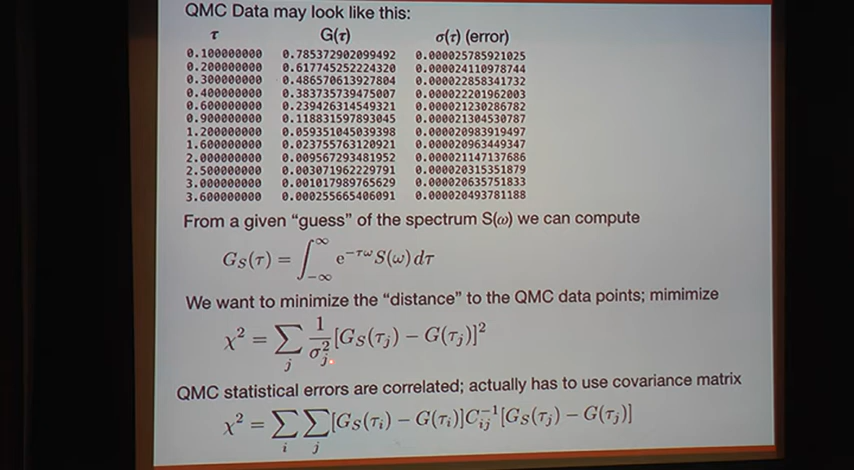 QMC Data may look like this:
τ G(τ) σ(τ) (error)
0.100000000 0.785372902099492 0.000025785921025
0.200000000 0.617745252224320 0.000024110978744
0.300000000 0.486570613927804 0.000022858341732
0.400000000 0.383735739475007 0.000022201962003
0.600000000 0.239426314549321 0.000021230286782
0.900000000 0.118831597893045 0.000021304530787
1.200000000 0.059351045039398 0.000020983919497
1.600000000 0.023755763120921 0.000020963449347
2.000000000 0.009567293481952 0.000021147137686
2.500000000 0.003071962229791 0.000020315351879
3.000000000 0.001017989765629 0.000020635751833
3.600000000 0.000255665406091 0.000020493781188
From a given “guess” of the spectrum S(ω) we can compute
G_S(τ) = ∫_{-∞}^{∞} e^{-τω} S(ω) dτ
We want to minimize the “distance” to the QMC data points; mimimize
χ² = Σ_j 1/σ_j² [G_S(τ_j) − G(τ_j)]²
QMC statistical errors are correlated; actually has to use covariance matrix
χ² = Σ_i Σ_j [G_S(τ_i) − G(τ_i)] C_{ij}^{-1} [G_S(τ_j) − G(τ_j)]